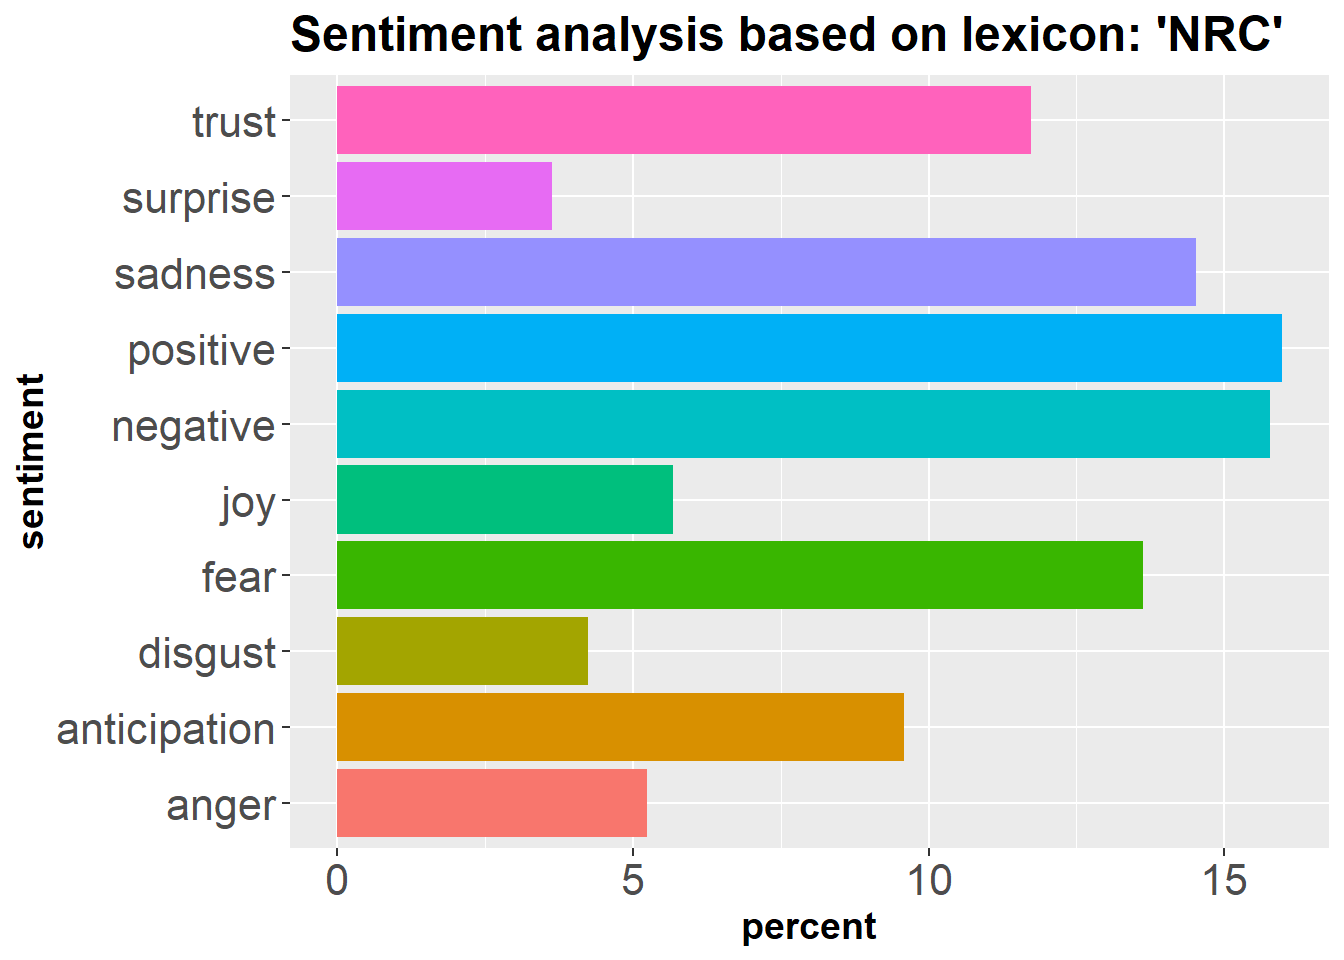 Sentiment analysis based on lexicon: 'NRC'
trust
surprise
sadness
positive
negative
joy
fear
disgust
anticipation
anger
sentiment
0 5 10 15
percent